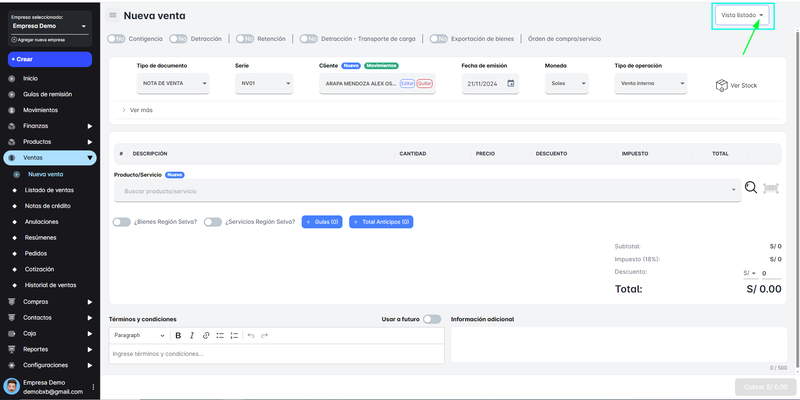 Empresa seleccionado:
Empresa Demo
Agregar nueva empresa
+ Crear
Inicio
Guías de remisión
Movimientos
Finanzas
Productos
Ventas
Nueva venta
Listado de ventas
Notas de crédito
Anulaciones
Resúmenes
Pedidos
Cotización
Historial de ventas
Compras
Contactos
Caja
Reportes
Configuraciones
Empresa Demo
demobxb@gmail.com
Nueva venta
Vista listado
No Contigencia
No Detracción
No Retención
No Detracción - Transporte de carga
No Exportación de bienes
Órden de compra/servicio
Tipo de documento
NOTA DE VENTA
Serie
NV01
Cliente Nuevo Movimientos
ARAPA MENDOZA ALEX OS... Editar Quitar
Fecha de emisión
21/11/2024
Moneda
Soles
Tipo de operación
Venta interna
Ver Stock
Ver más
# DESCRIPCIÓN CANTIDAD PRECIO DESCUENTO IMPUESTO TOTAL
Producto/Servicio Nuevo
Buscar producto/servicio
¿Bienes Región Selva? ¿Servicios Región Selva? + Guías (0) + Total Anticipos (0)
Subtotal: S/ 0
Impuesto (18%): S/ 0
Descuento: S/ 0
Total: S/ 0.00
Términos y condiciones Usar a futuro
Paragraph B I
Ingrese términos y condiciones...
Información adicional
0 / 500
Cobrar S/ 0.00